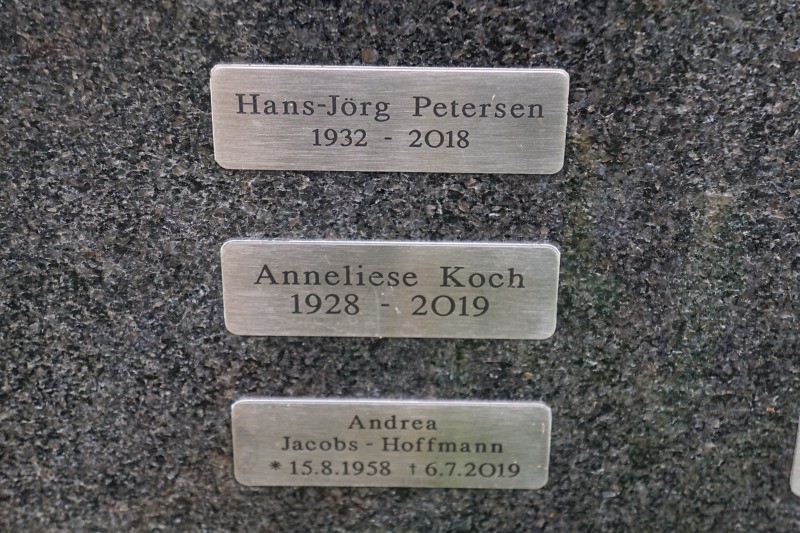 Hans-Jörg Petersen
1932 - 2018
Anneliese Koch
1928 - 2019
Andrea
Jacobs - Hoffmann
* 15.8.1958 † 6.7.2019